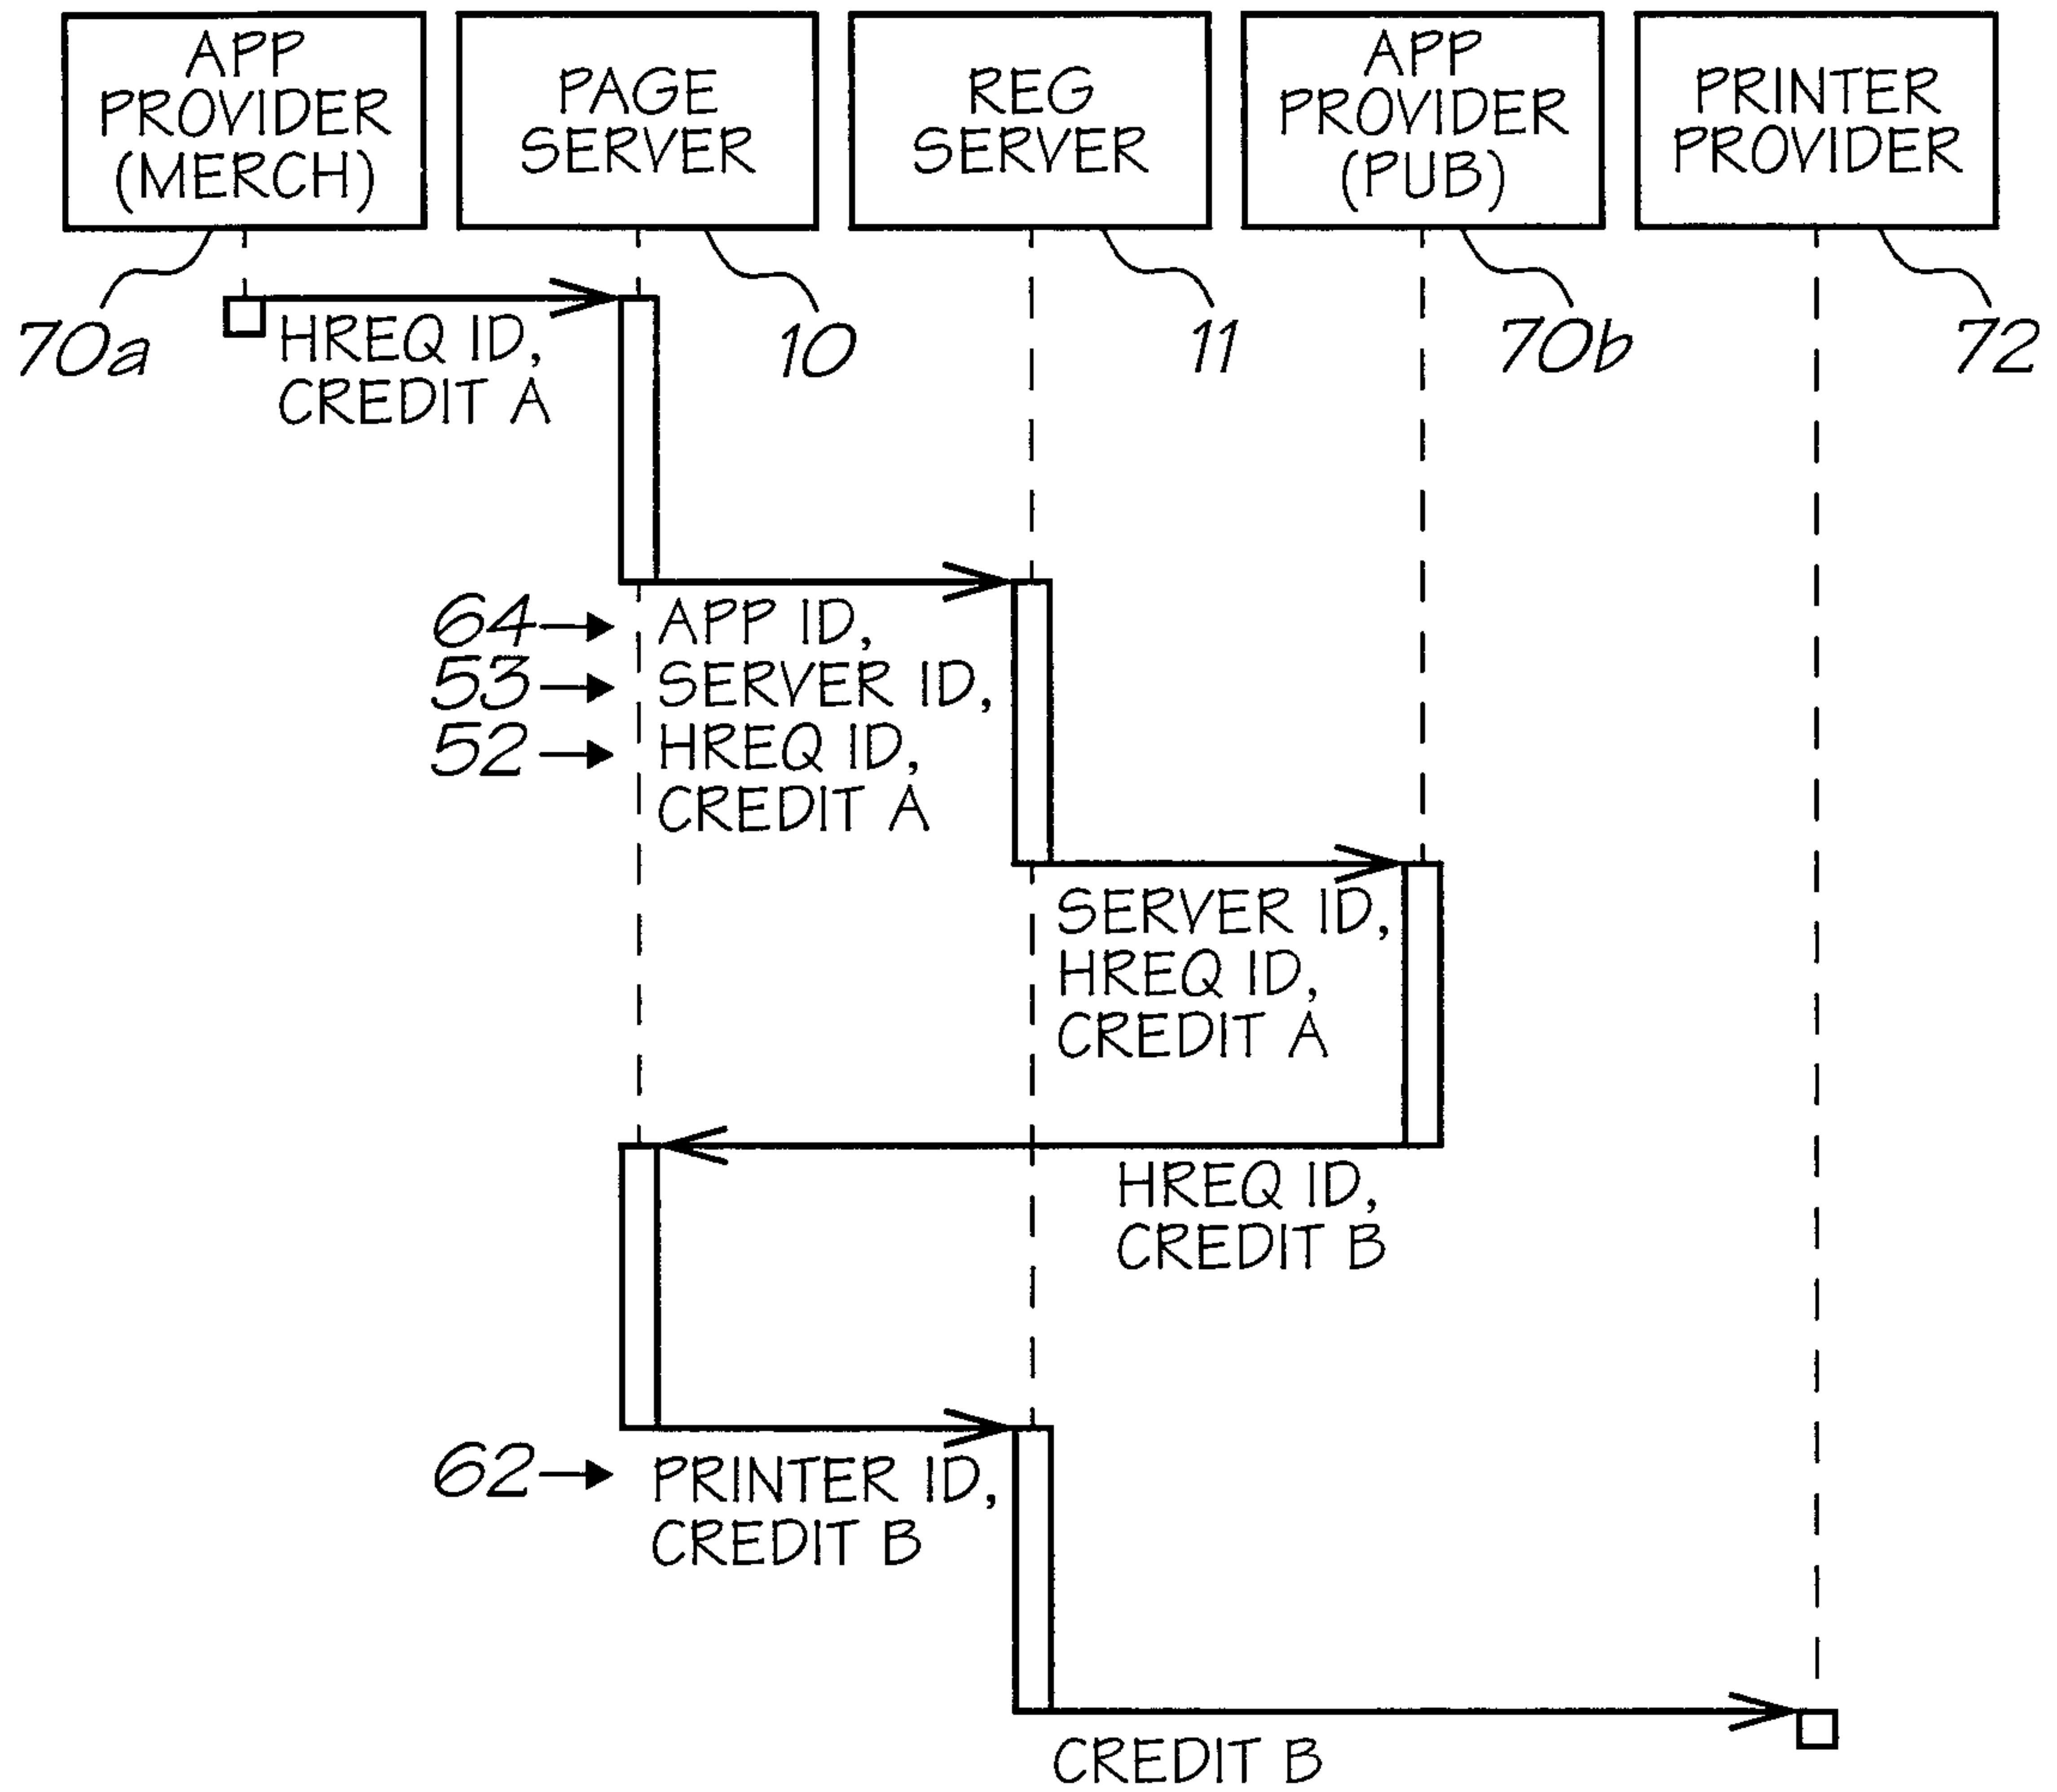 APP
PROVIDER
(MERCH)
PAGE
SERVER
REG
SERVER
APP
PROVIDER
(PUB)
PRINTER
PROVIDER
70a
10
11
70b
72
HREQ ID,
CREDIT A
64
APP ID,
53
SERVER ID,
52
HREQ ID,
CREDIT A
SERVER ID,
HREQ ID,
CREDIT A
HREQ ID,
CREDIT B
62
PRINTER ID,
CREDIT B
CREDIT B